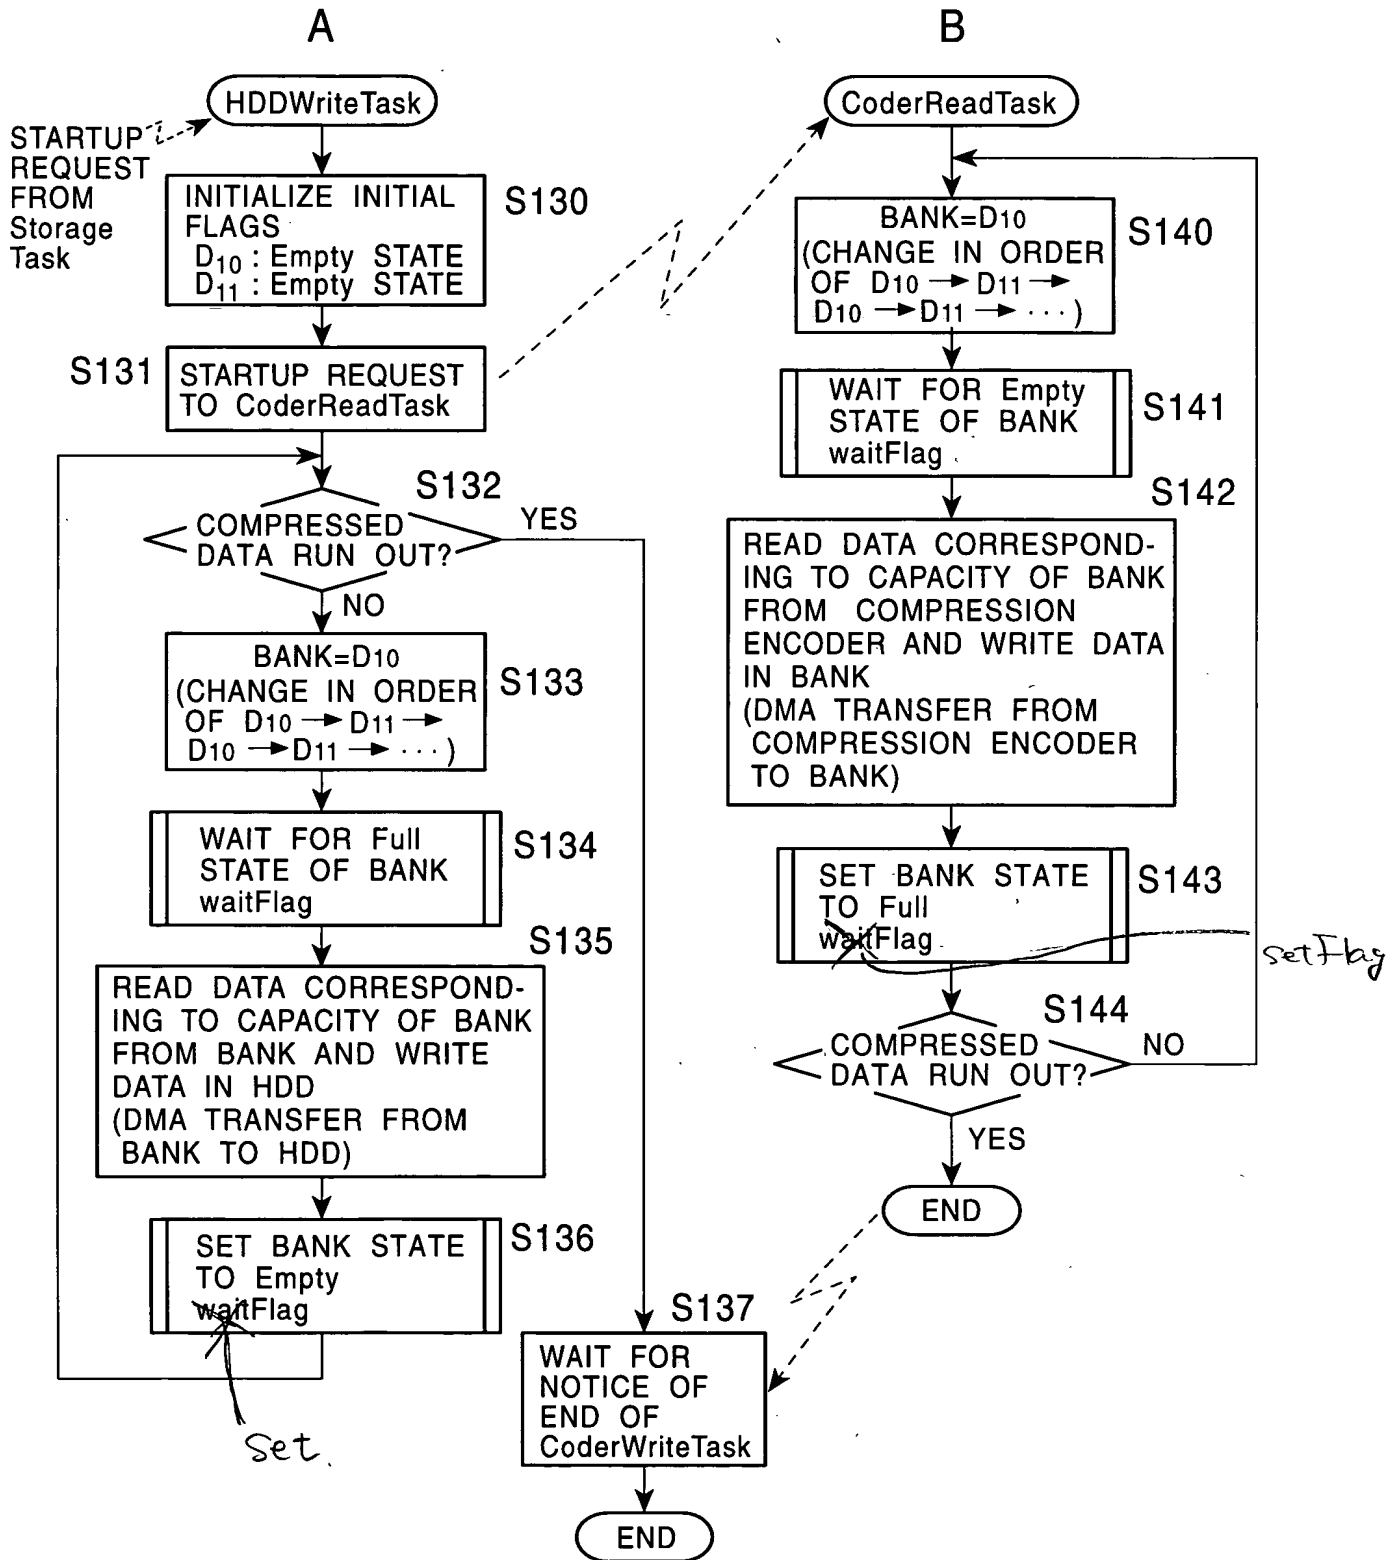 A
HDDWriteTask
STARTUP
REQUEST
FROM
Storage
Task
INITIALIZE INITIAL
FLAGS
D10 : Empty STATE
D11 : Empty STATE
S130
S131
STARTUP REQUEST
TO CoderReadTask
S132
COMPRESSED
DATA RUN OUT?
YES
NO
BANK=D10
(CHANGE IN ORDER
OF D10 → D11 →
D10 → D11 → ···)
S133
WAIT FOR Full
STATE OF BANK
waitFlag
S134
S135
READ DATA CORRESPOND-
ING TO CAPACITY OF BANK
FROM BANK AND WRITE
DATA IN HDD
(DMA TRANSFER FROM
BANK TO HDD)
SET BANK STATE
TO Empty
waitFlag
S136
Set.
S137
WAIT FOR
NOTICE OF
END OF
CoderWriteTask
END
B
CoderReadTask
BANK=D10
(CHANGE IN ORDER
OF D10 → D11 →
D10 → D11 → ···)
S140
WAIT FOR Empty
STATE OF BANK
waitFlag
S141
S142
READ DATA CORRESPOND-
ING TO CAPACITY OF BANK
FROM COMPRESSION
ENCODER AND WRITE DATA
IN BANK
(DMA TRANSFER FROM
COMPRESSION ENCODER
TO BANK)
SET BANK STATE
TO Full
waitFlag
S143
setFlag
S144
COMPRESSED
DATA RUN OUT?
NO
YES
END